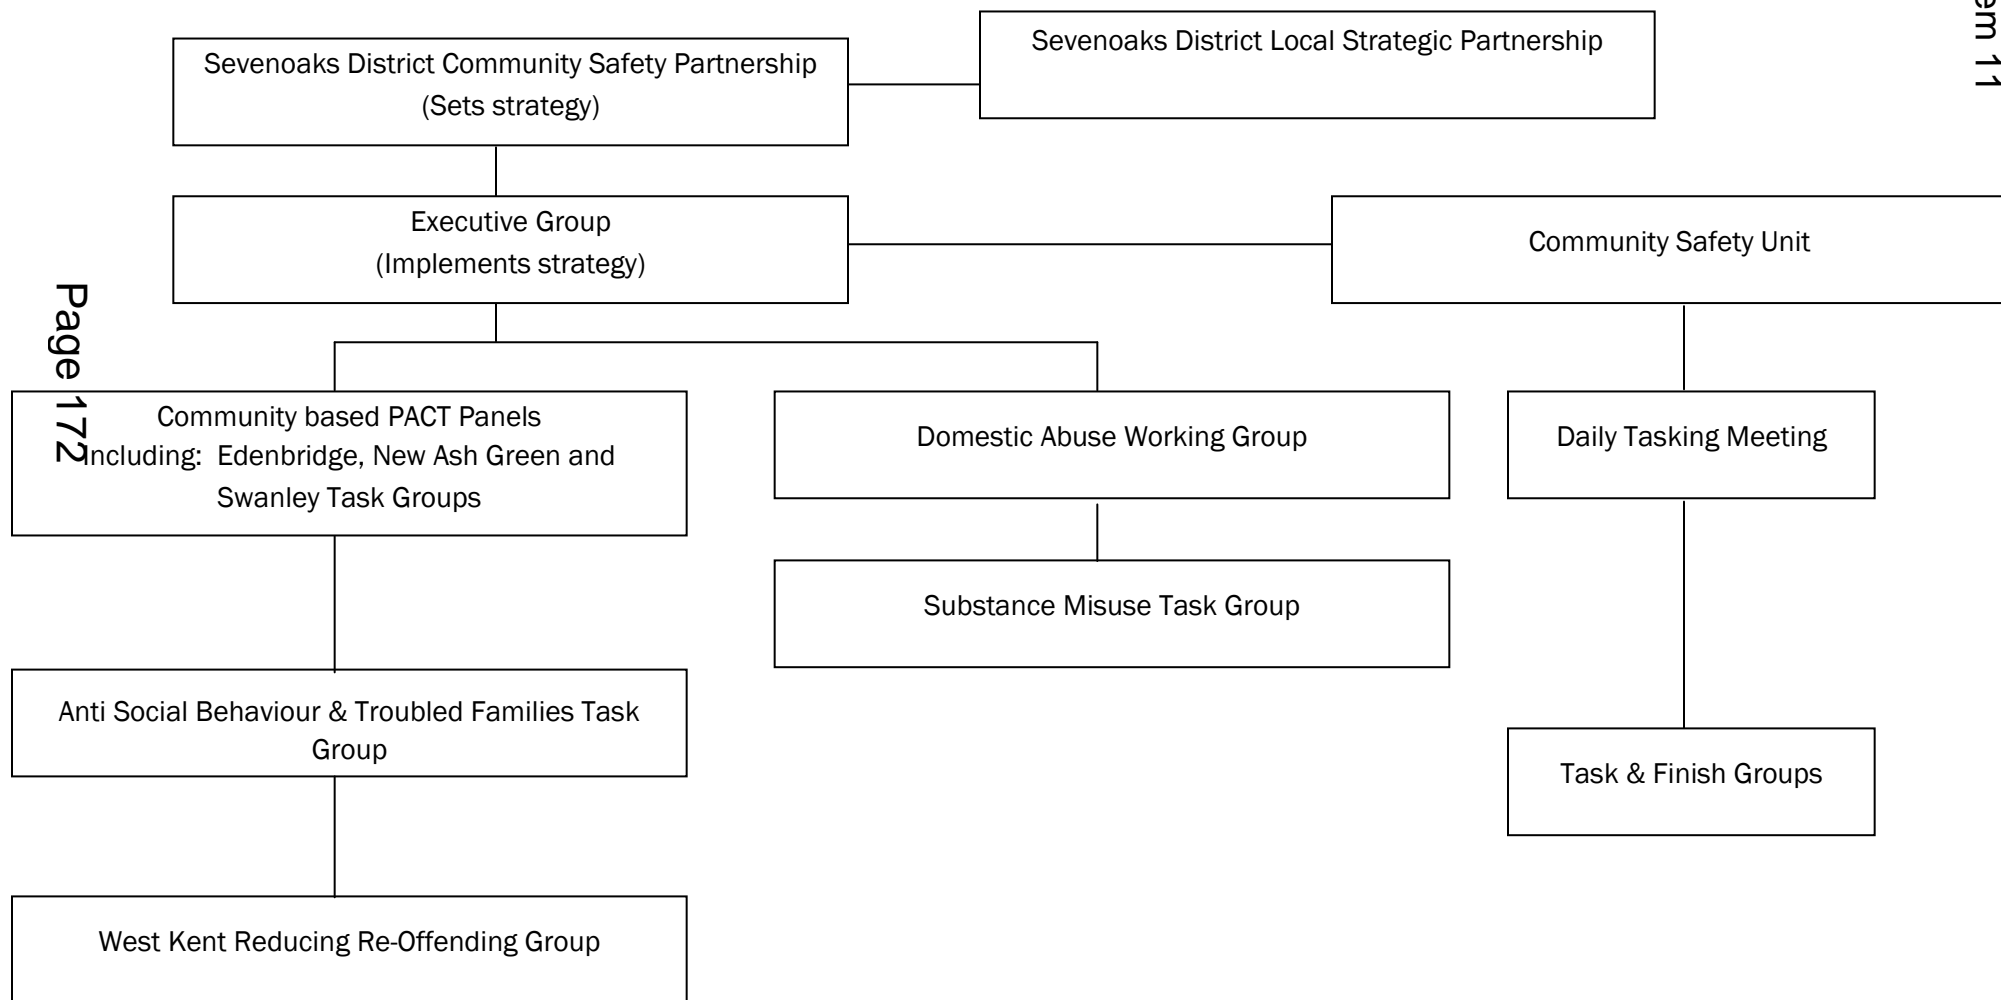 em 11
Sevenoaks District Local Strategic Partnership
Sevenoaks District Community Safety Partnership
(Sets strategy)
Executive Group
(Implements strategy)
Community Safety Unit
Page 172
Community based PACT Panels
Including: Edenbridge, New Ash Green and
Swanley Task Groups
Domestic Abuse Working Group
Daily Tasking Meeting
Substance Misuse Task Group
Anti Social Behaviour & Troubled Families Task
Group
Task & Finish Groups
West Kent Reducing Re-Offending Group